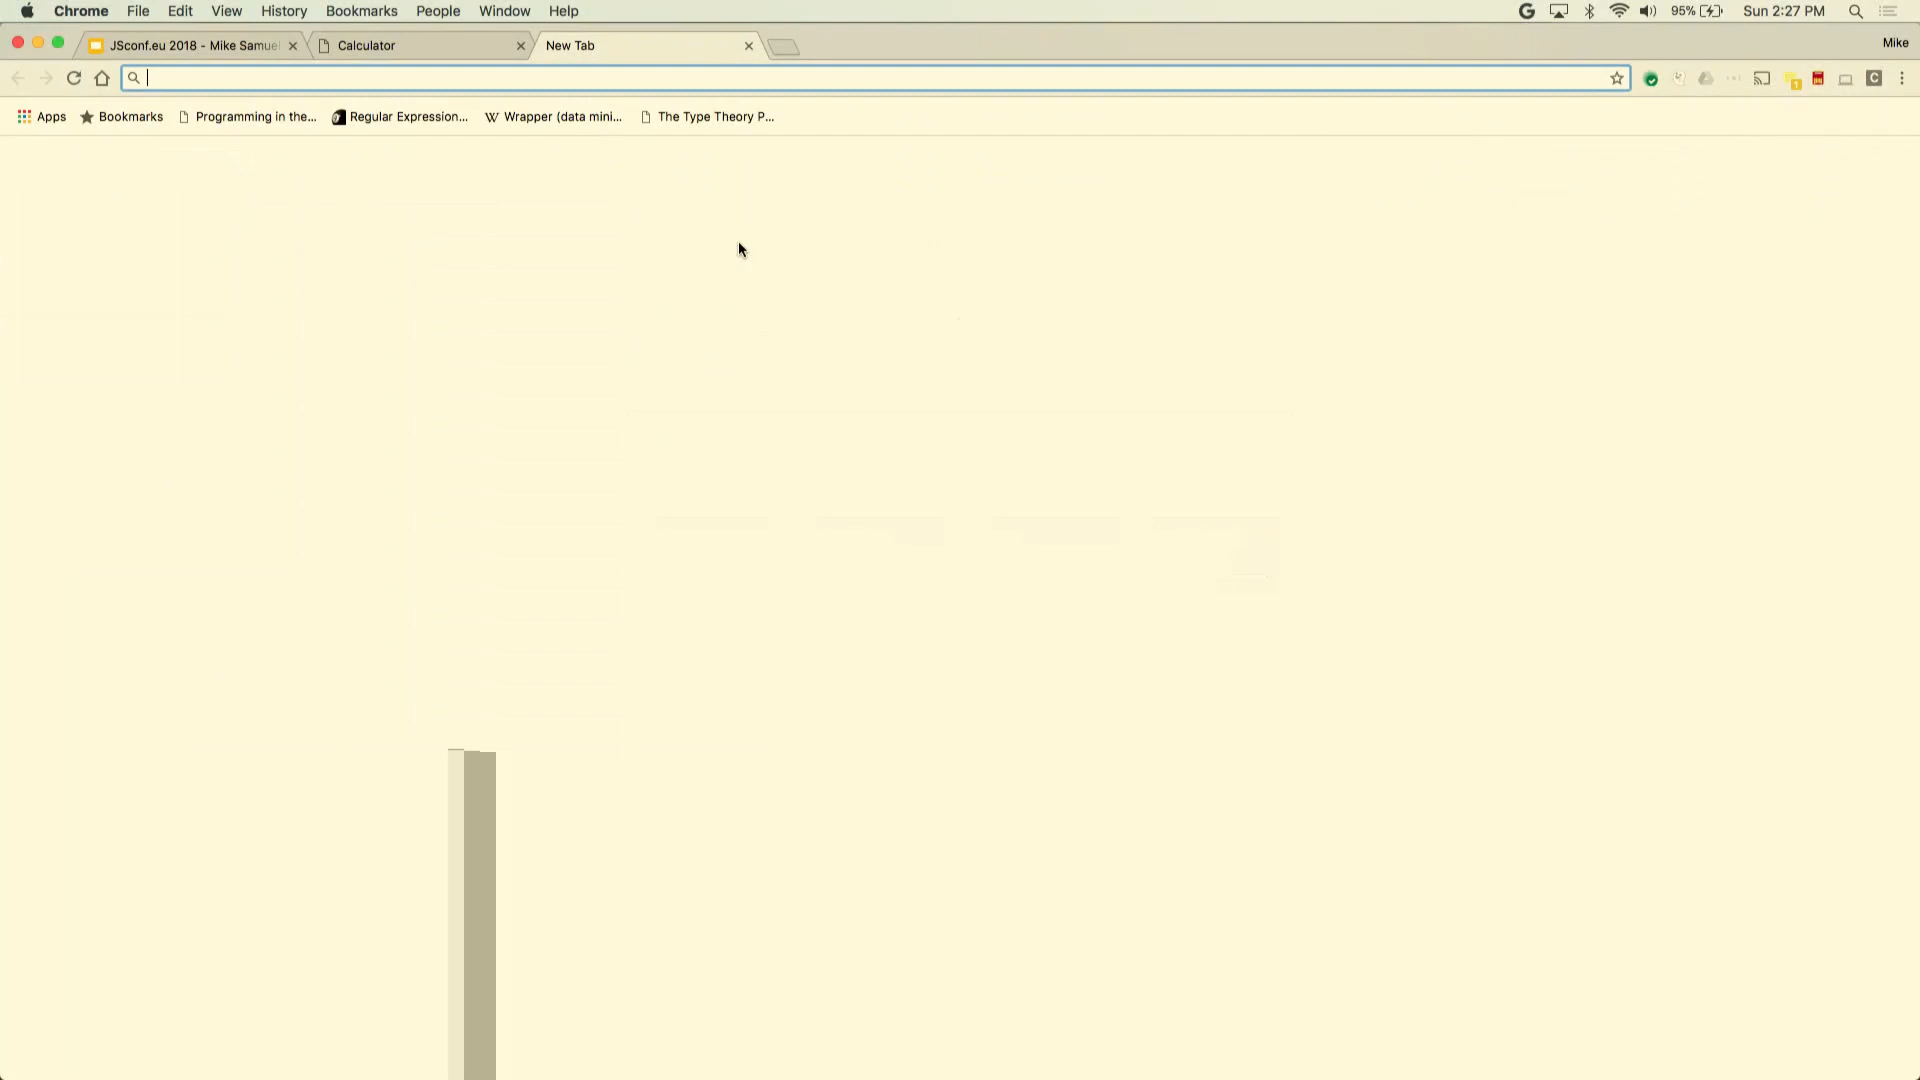 Chrome File Edit View History Bookmarks People Window Help 95% Sun 2:27 PM
JSconf.eu 2018 - Mike Samue Calculator New Tab Mike
Apps Bookmarks Programming in the... Regular Expression... Wrapper (data mini... The Type Theory P...